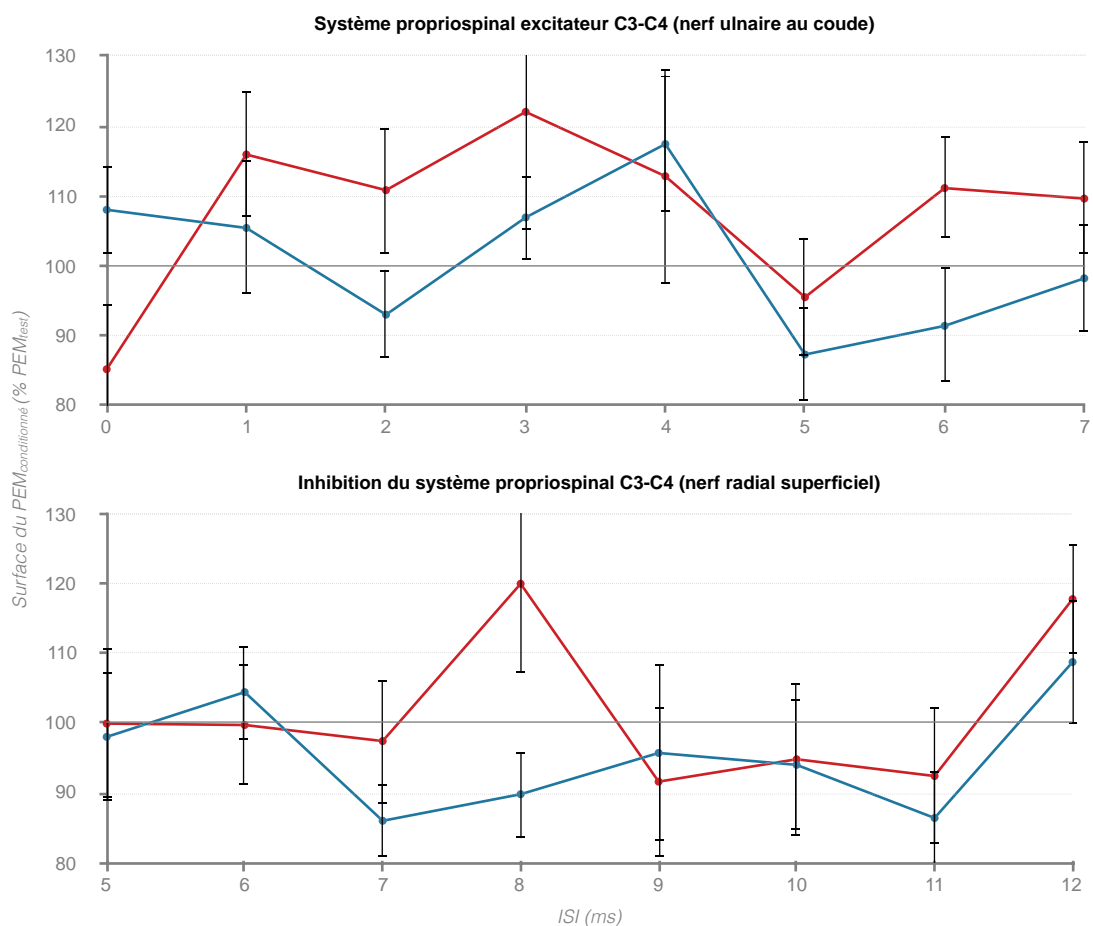 Système propriospinal excitateur C3-C4 (nerf ulnaire au coude)
130
120
110
100
90
80
0 1 2 3 4 5 6 7
Surface du PEMconditionné (% PEMtest)
Inhibition du système propriospinal C3-C4 (nerf radial superficiel)
130
120
110
100
90
80
5 6 7 8 9 10 11 12
ISI (ms)